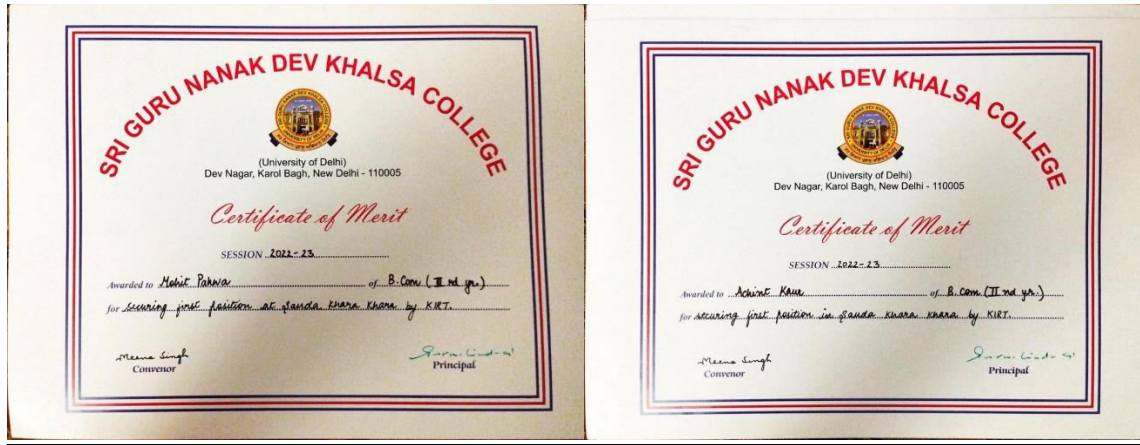 SRI GURU NANAK DEV KHALSA COLLEGE
(University of Delhi)
Dev Nagar, Karol Bagh, New Delhi - 110005
Certificate of Merit
SESSION 2022-23
Awarded to Mohit Pahwa of B.Com (II nd yr.)
for securing first position at Sauda Khara Khara by KIRT.
Meena Singh
Convenor
Principal
SRI GURU NANAK DEV KHALSA COLLEGE
(University of Delhi)
Dev Nagar, Karol Bagh, New Delhi - 110005
Certificate of Merit
SESSION 2022-23
Awarded to Achint Kaur of B.Com (II nd yr.)
for securing first position in Sauda Khara Khara by KIRT.
Meena Singh
Convenor
Principal